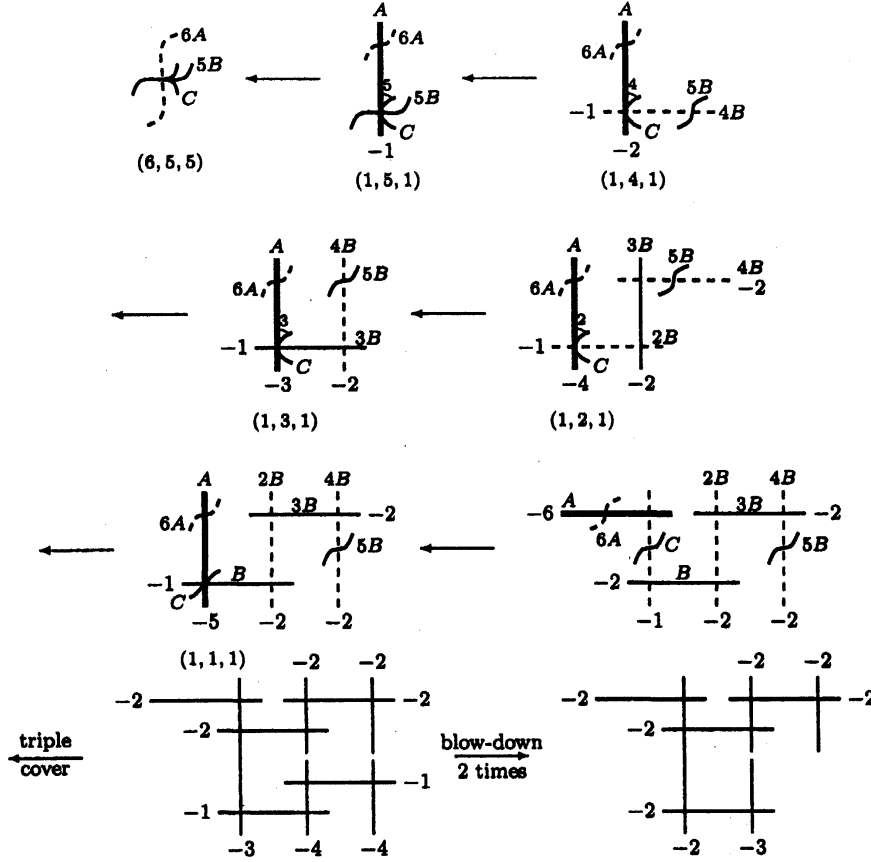 A A
6A 6A 6A
5B 5 5B 4 5B
C C -1 C 4B
-1 -2
(6, 5, 5) (1, 5, 1) (1, 4, 1)
A 4B A 3B
6A 5B 6A 5B 4B
-2
3 2
-1 3B -1 2B
C C
-3 -2 -4 -2
(1, 3, 1) (1, 2, 1)
A 2B 4B 2B 4B
6A 3B -2 -6 A 3B -2
5B 6A C 5B
-1 B -2 B
C
-5 -2 -2 -1 -2 -2
(1, 1, 1) -2 -2 -2 -2
-2 -2 -2 -2
-2 -2
triple blow-down
cover 2 times
-1
-1 -2
-3 -4 -4 -2 -3